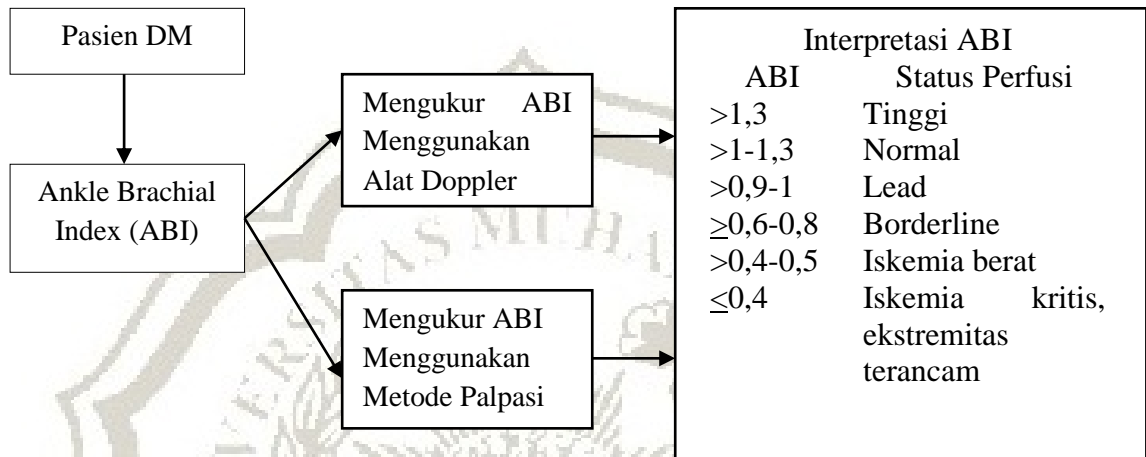 Pasien DM
Ankle Brachial
Index (ABI)
Mengukur ABI
Menggunakan
Alat Doppler
Mengukur ABI
Menggunakan
Metode Palpasi
Interpretasi ABI
ABI Status Perfusi
>1,3 Tinggi
>1-1,3 Normal
>0,9-1 Lead
≥0,6-0,8 Borderline
>0,4-0,5 Iskemia berat
≤0,4 Iskemia kritis,
ekstremitas
terancam